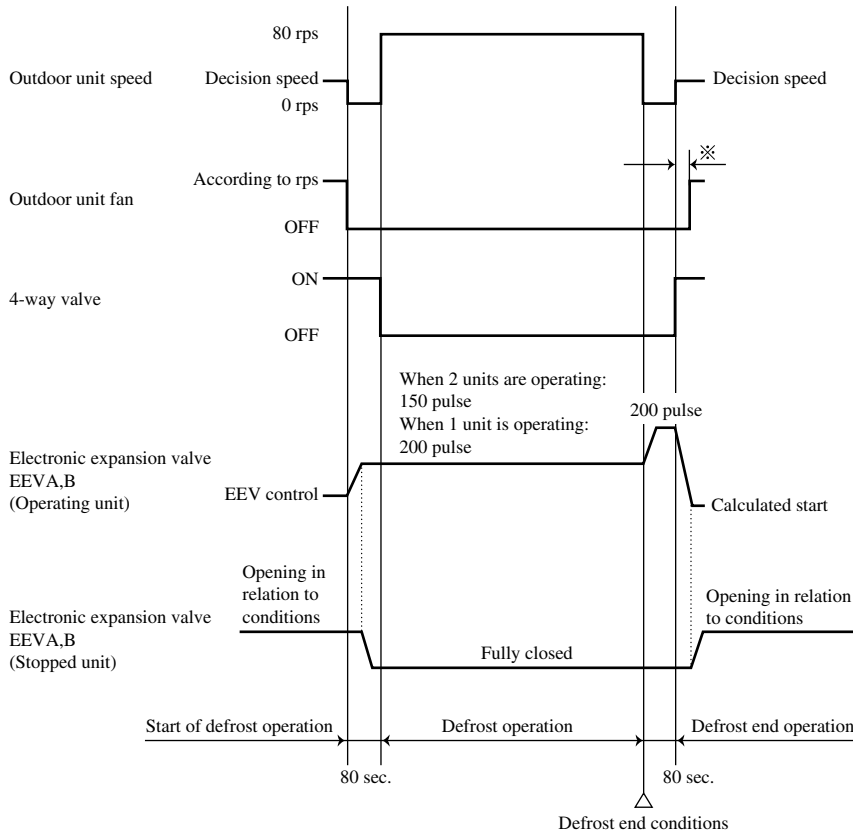 80 rps
Outdoor unit speed
Decision speed
Decision speed
0 rps
※
According to rps
Outdoor unit fan
OFF
ON
4-way valve
OFF
When 2 units are operating:
150 pulse
When 1 unit is operating:
200 pulse
200 pulse
Electronic expansion valve
EEVA,B
(Operating unit)
EEV control
Calculated start
Opening in
relation to
conditions
Opening in relation
to conditions
Electronic expansion valve
EEVA,B
(Stopped unit)
Fully closed
Start of defrost operation
Defrost operation
Defrost end operation
80 sec.
80 sec.
Defrost end conditions